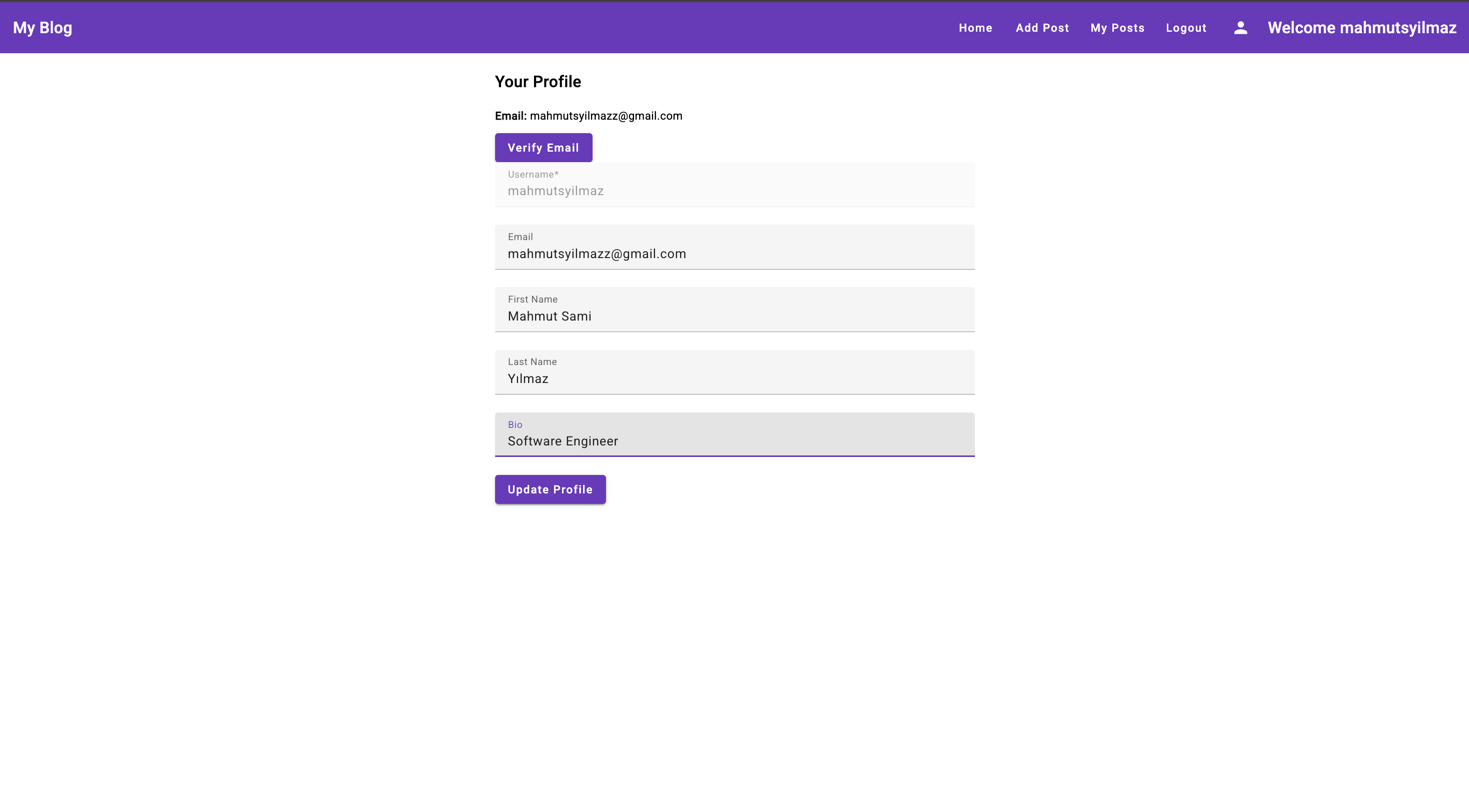 My Blog
Home Add Post My Posts Logout Welcome mahmutsyilmaz
Your Profile
Email: mahmutsyilmazz@gmail.com
Verify Email
Username*
mahmutsyilmaz
Email
mahmutsyilmazz@gmail.com
First Name
Mahmut Sami
Last Name
Yılmaz
Bio
Software Engineer
Update Profile